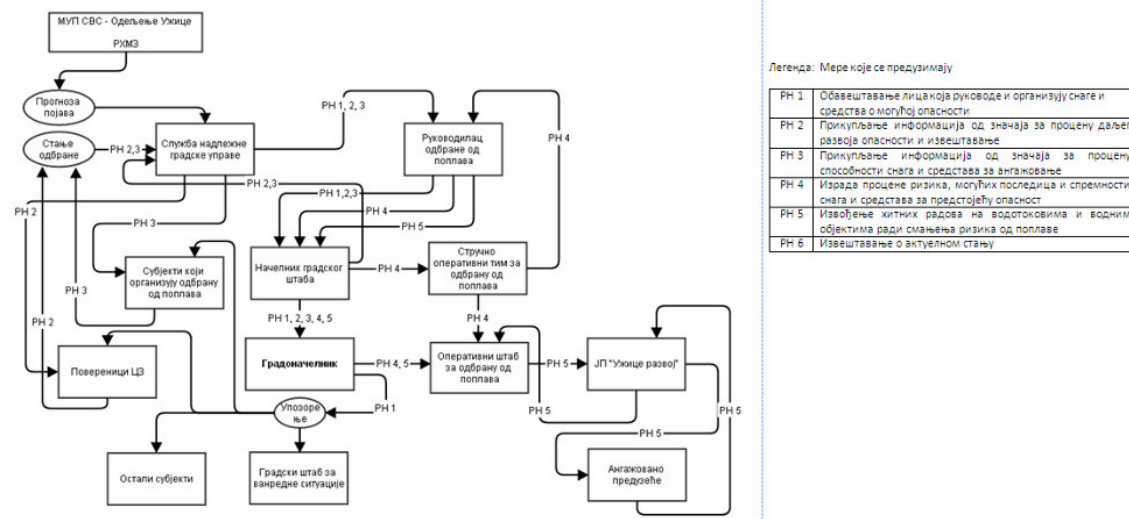 МУП СВС - Одељење Ужице
РХМЗ
Прогноза
појава
Стање
одбране
РН 2,3
Служба надлежне
градске управе
РН 1, 2, 3
Руководилац
одбране од
поплава
РН 4
РН 2,3
РН 1,2,3
РН 4
РН 5
РН 2
РН 3
Субјекти који
организују одбрану
од поплава
РН 3
РН 2
Начелник градског
штаба
РН 4
Стручно
оперативни тим за
одбрану од
поплава
РН 1, 2, 3, 4, 5
РН 4
Повереници ЦЗ
Градоначелник
РН 4, 5
Оперативни штаб
за одбрану од
поплава
РН 5
ЈП "Ужице развој"
РН 1
Упозоре
ње
РН 5
РН 5
РН 5
Остали субјекти
Градски штаб за
ванредне ситуације
Ангажовано
предузеће
Легенда: Мере које се предузимају
РН 1 Обавештавање лица која руководе и организују снаге и
средства о могућој опасности
РН 2 Прикупљање информација од значаја за процену даљег
развоја опасности и извештавање
РН 3 Прикупљање информација од значаја за процену
способности снага и средстава за ангажовање
РН 4 Израда процене ризика, могућих последица и спремности
снага и средстава за предстојећу опасност
РН 5 Извођење хитних радова на водотоковима и водним
објектима ради смањења ризика од поплаве
РН 6 Извештавање о актуелном стању